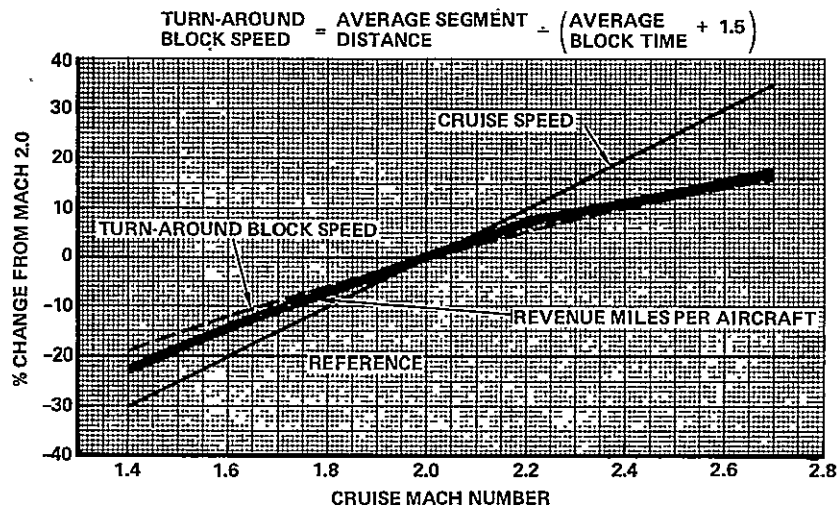 TURN-AROUND BLOCK SPEED = AVERAGE SEGMENT DISTANCE ÷ (AVERAGE BLOCK TIME + 1.5)
% CHANGE FROM MACH 2.0
40
30
20
10
0
-10
-20
-30
-40
CRUISE SPEED
TURN-AROUND BLOCK SPEED
REVENUE MILES PER AIRCRAFT
REFERENCE
1.4 1.6 1.8 2.0 2.2 2.4 2.6 2.8
CRUISE MACH NUMBER